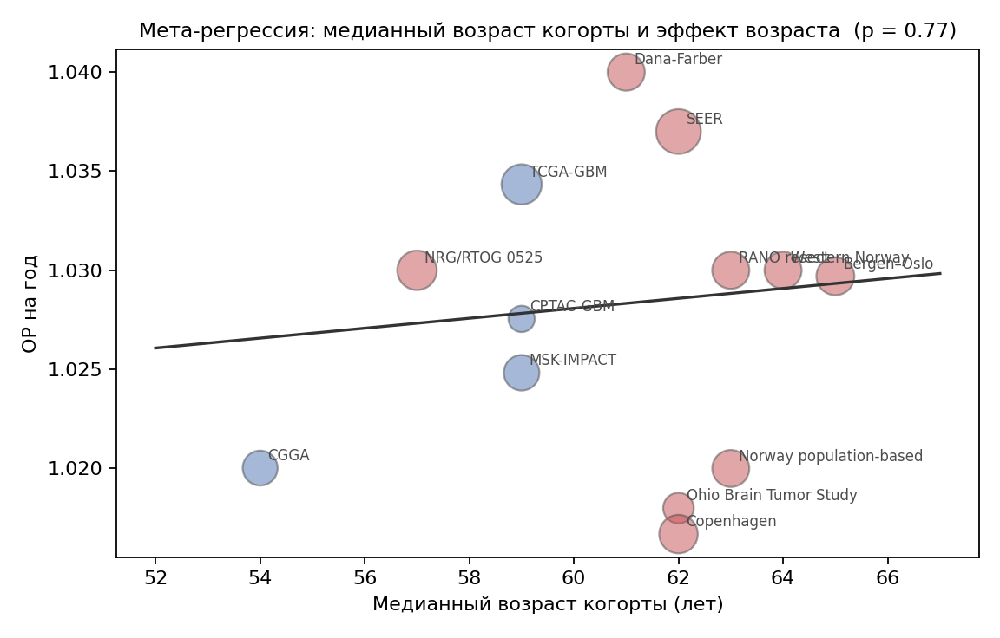 Мета-регрессия: медианный возраст когорты и эффект возраста (p = 0.77)
ОР на год
1.040
1.035
1.030
1.025
1.020
Dana-Farber
SEER
TCGA-GBM
NRG/RTOG 0525
RANO resect
Western Norway
Bergen–Oslo
CPTAC-GBM
MSK-IMPACT
CGGA
Norway population-based
Ohio Brain Tumor Study
Copenhagen
52 54 56 58 60 62 64 66
Медианный возраст когорты (лет)